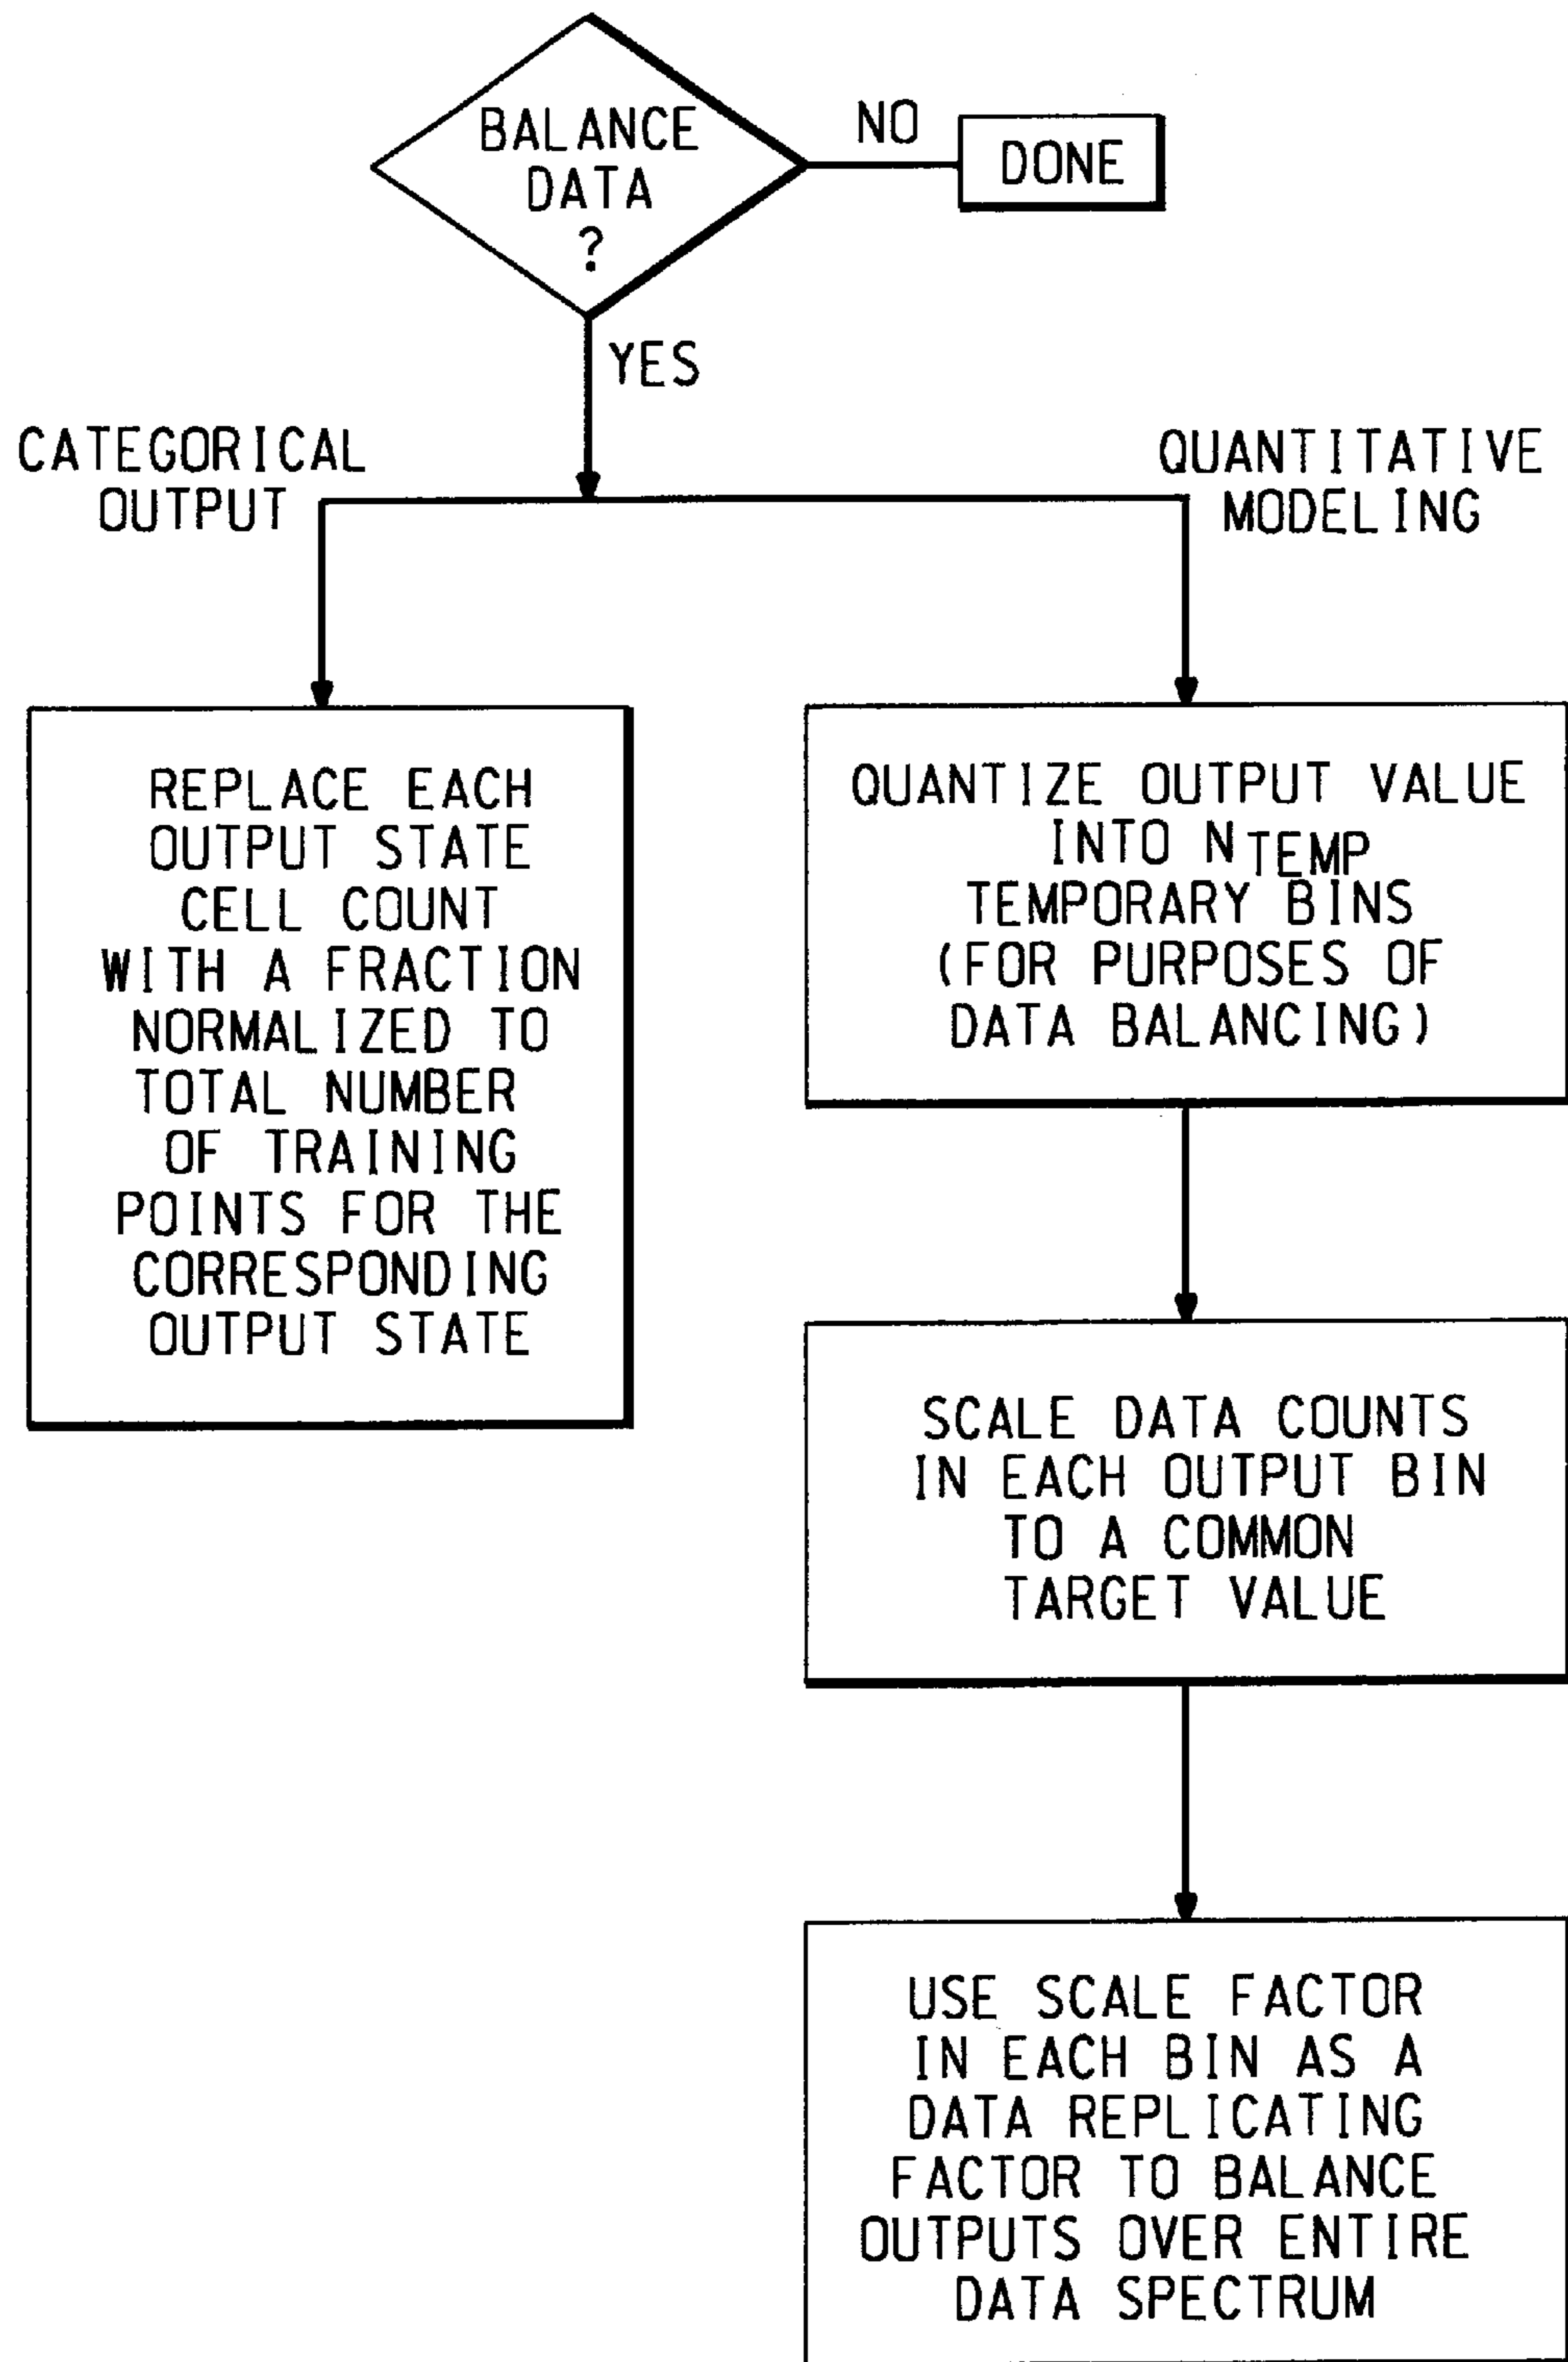 BALANCE
DATA
?
NO
DONE
YES
CATEGORICAL
OUTPUT
QUANTITATIVE
MODELING
REPLACE EACH
OUTPUT STATE
CELL COUNT
WITH A FRACTION
NORMALIZED TO
TOTAL NUMBER
OF TRAINING
POINTS FOR THE
CORRESPONDING
OUTPUT STATE
QUANTIZE OUTPUT VALUE
INTO NTEMP
TEMPORARY BINS
(FOR PURPOSES OF
DATA BALANCING)
SCALE DATA COUNTS
IN EACH OUTPUT BIN
TO A COMMON
TARGET VALUE
USE SCALE FACTOR
IN EACH BIN AS A
DATA REPLICATING
FACTOR TO BALANCE
OUTPUTS OVER ENTIRE
DATA SPECTRUM